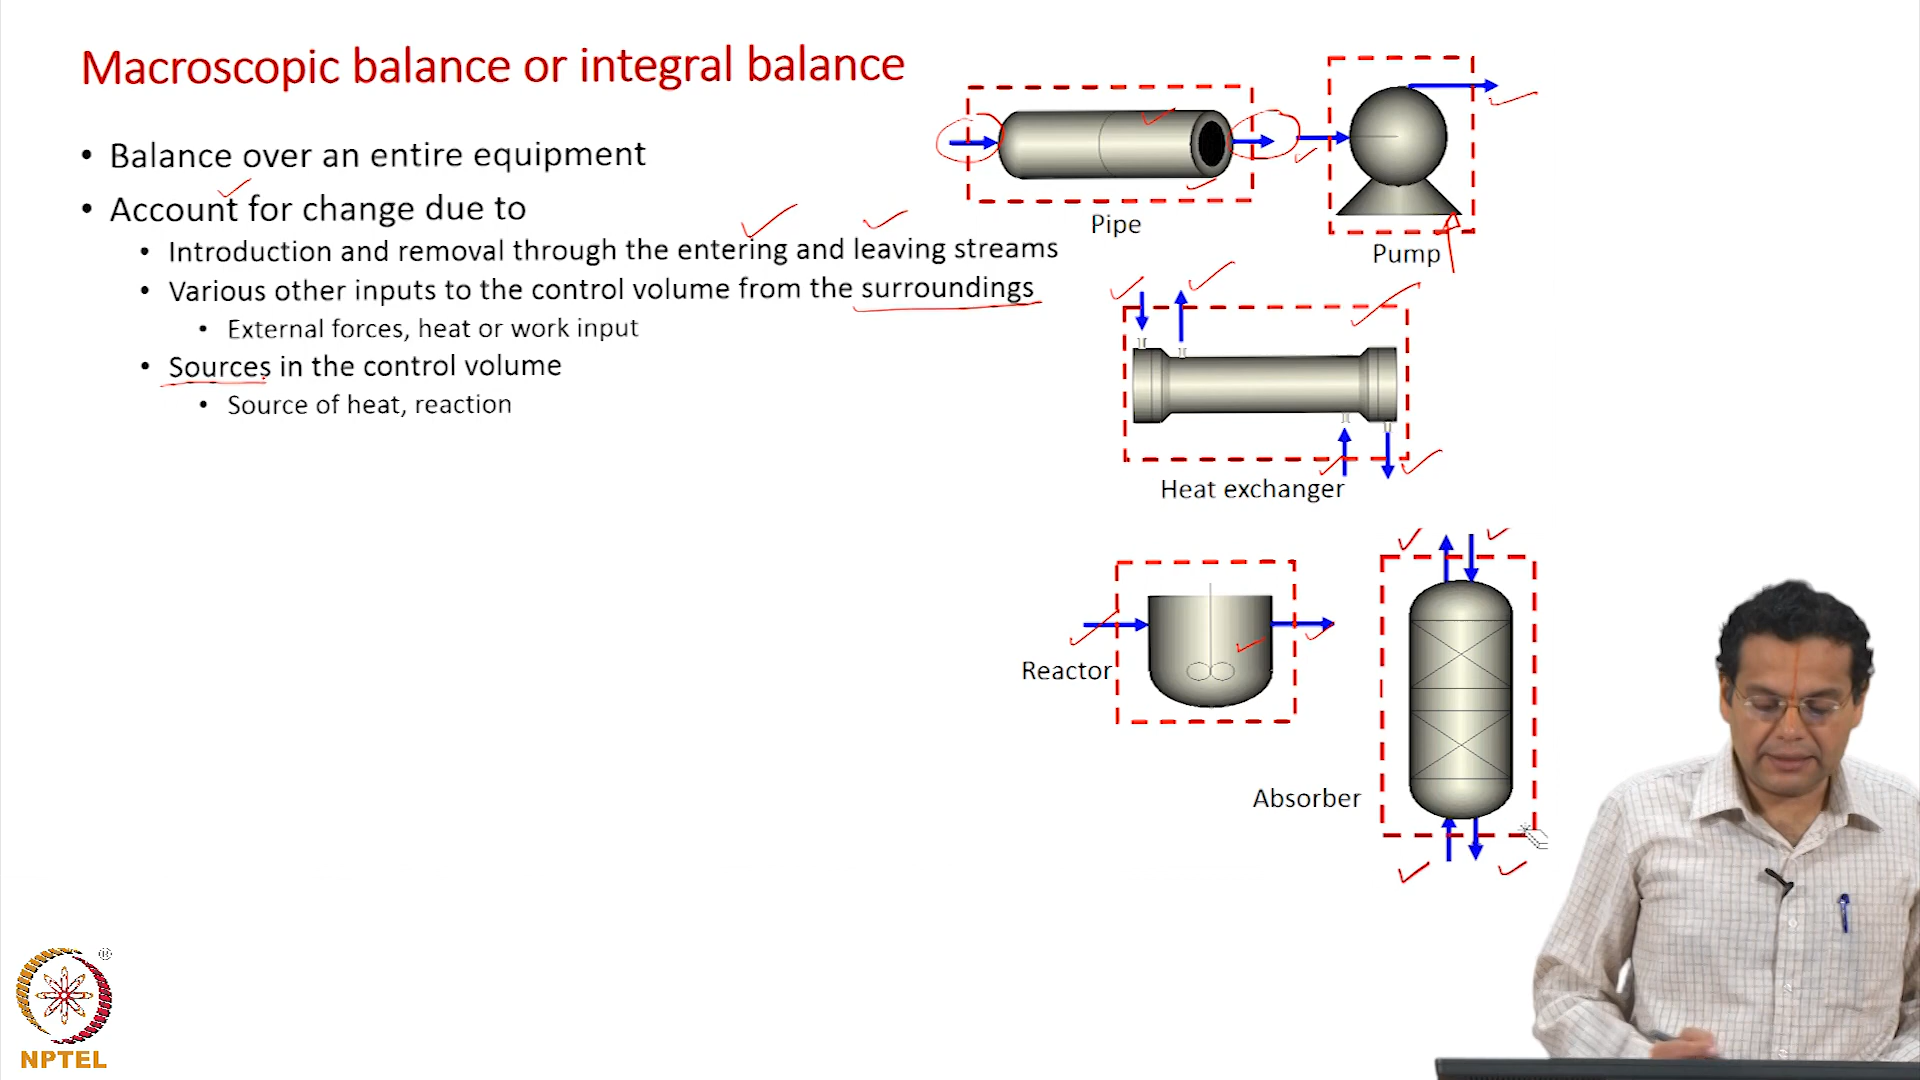 Macroscopic balance or integral balance
• Balance over an entire equipment
• Account for change due to
• Introduction and removal through the entering and leaving streams
• Various other inputs to the control volume from the surroundings
• External forces, heat or work input
• Sources in the control volume
• Source of heat, reaction
Pipe
Pump
Heat exchanger
Reactor
Absorber
®
NPTEL